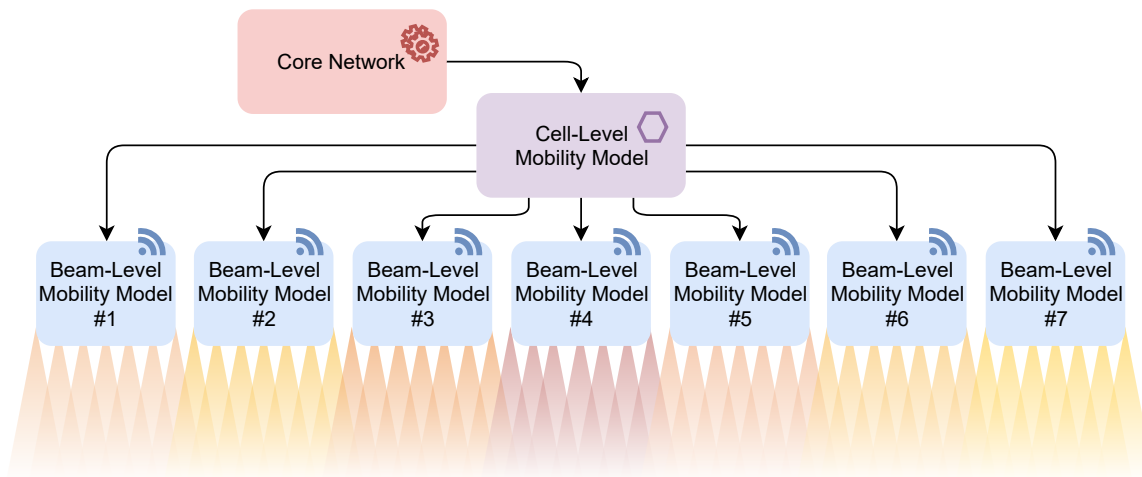 Core Network
Cell-Level
Mobility Model
Beam-Level
Mobility Model
#1
Beam-Level
Mobility Model
#2
Beam-Level
Mobility Model
#3
Beam-Level
Mobility Model
#4
Beam-Level
Mobility Model
#5
Beam-Level
Mobility Model
#6
Beam-Level
Mobility Model
#7